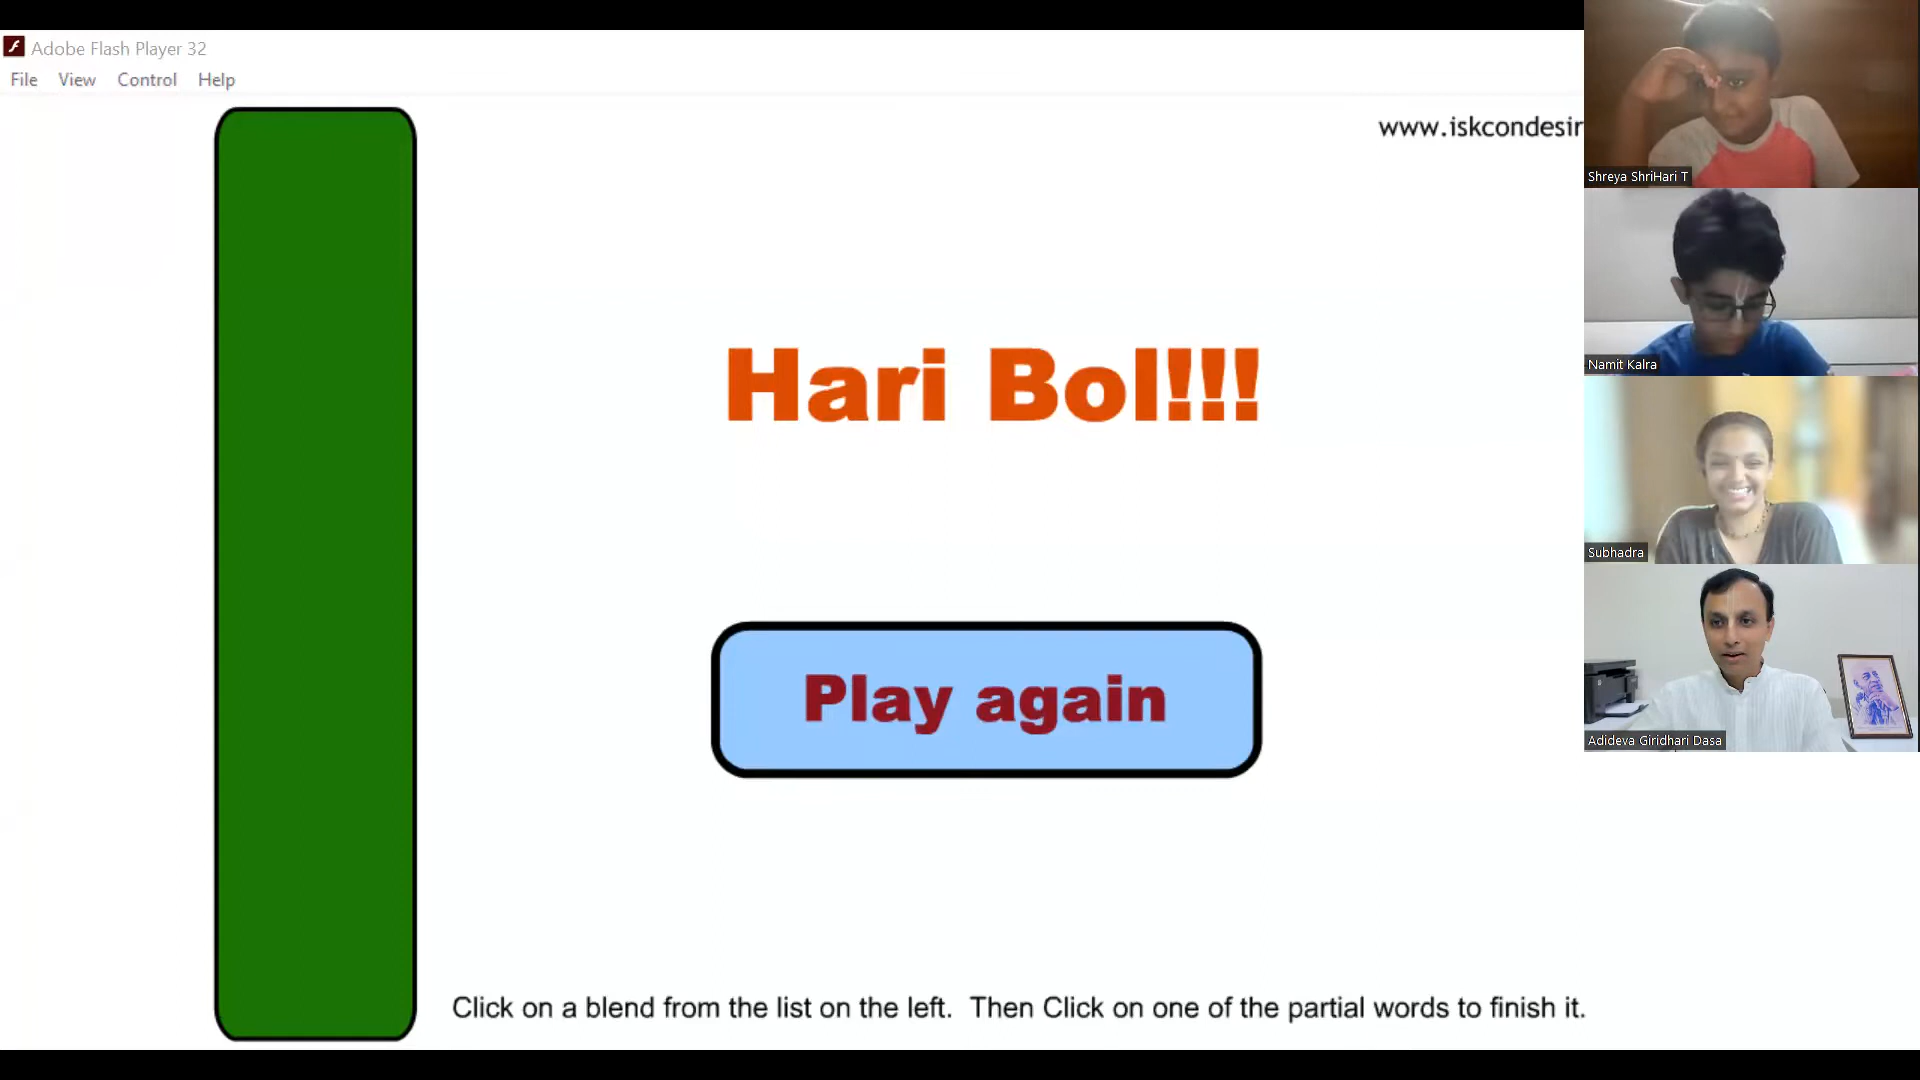 Adobe Flash Player 32
File View Control Help
www.iskcondesir
Hari Bol!!!
Play again
Click on a blend from the list on the left. Then Click on one of the partial words to finish it.
Shreya ShriHari T
Namit Kalra
Subhadra
Adideva Giridhari Dasa